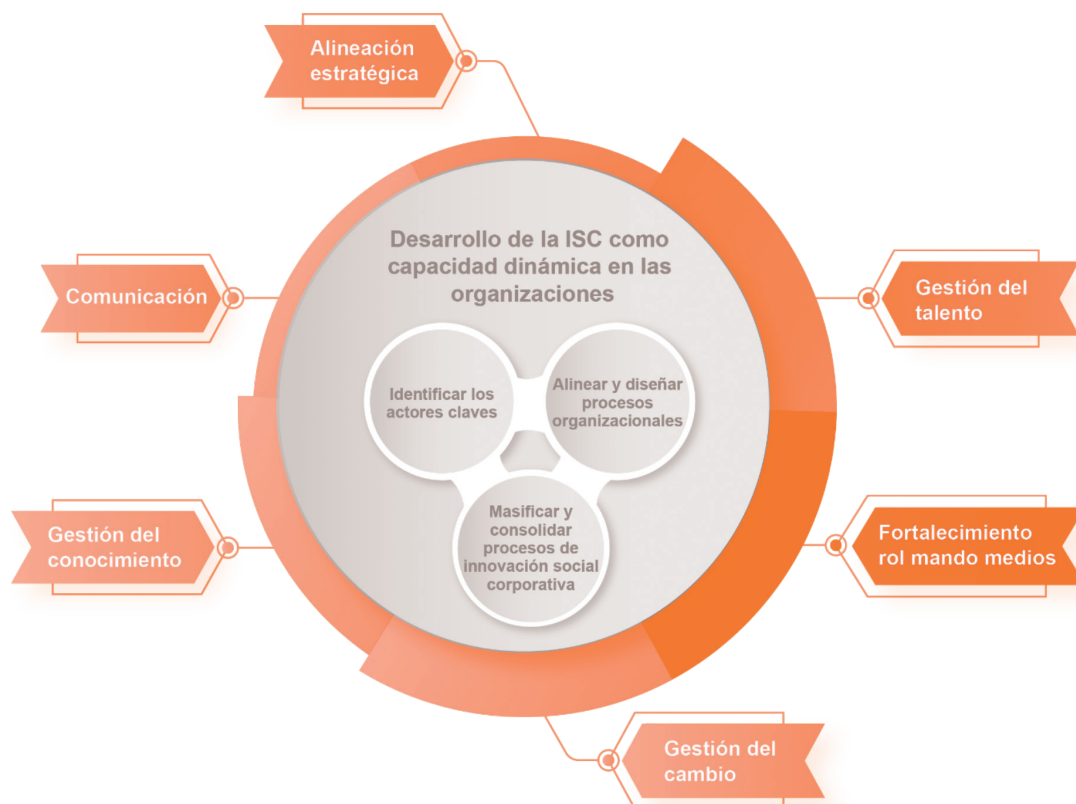 Alineación
estratégica
Desarrollo de la ISC como
capacidad dinámica en las
organizaciones
Comunicación
Gestión del
talento
Identificar los
actores claves
Alinear y diseñar
procesos
organizacionales
Masificar y
consolidar
procesos de
innovación social
corporativa
Gestión del
conocimiento
Fortalecimiento
rol mando medios
Gestión del
cambio